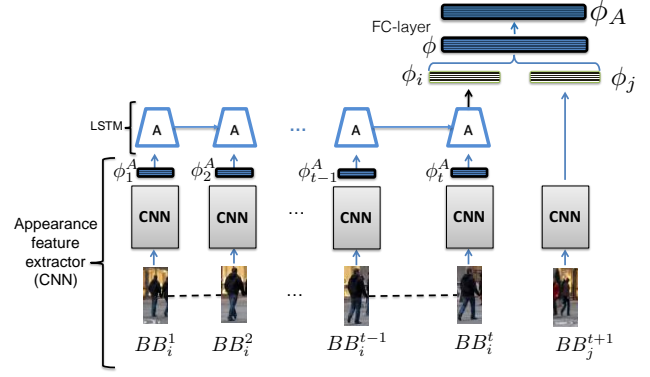 ϕ_A
FC-layer
ϕ
ϕ_i
ϕ_j
LSTM
A
A
...
A
A
ϕ_1^A
ϕ_2^A
ϕ_{t-1}^A
ϕ_t^A
CNN
CNN
...
CNN
CNN
CNN
Appearance
feature
extractor
(CNN)
...
BB_i^1
BB_i^2
BB_i^{t-1}
BB_i^t
BB_j^{t+1}